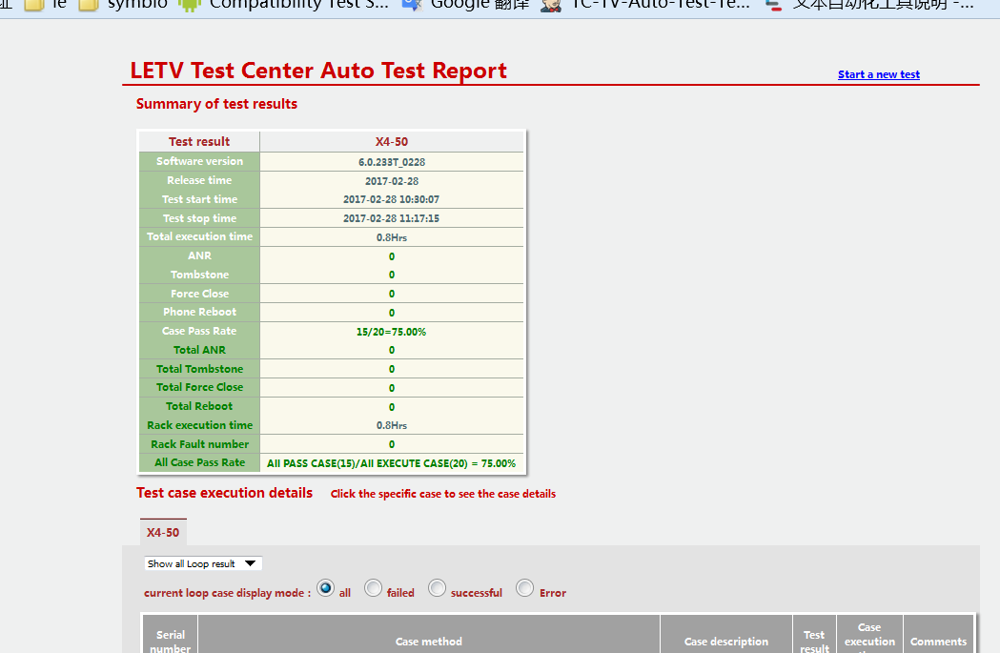 ie symbio Compatibility Test S... Google 翻译 TC-TV-Auto-Test-Te... 文本自动化工具说明 -...
LETV Test Center Auto Test Report
Start a new test
Summary of test results
Test result X4-50
Software version 6.0.233T_0228
Release time 2017-02-28
Test start time 2017-02-28 10:30:07
Test stop time 2017-02-28 11:17:15
Total execution time 0.8Hrs
ANR 0
Tombstone 0
Force Close 0
Phone Reboot 0
Case Pass Rate 15/20=75.00%
Total ANR 0
Total Tombstone 0
Total Force Close 0
Total Reboot 0
Rack execution time 0.8Hrs
Rack Fault number 0
All Case Pass Rate All PASS CASE(15)/All EXECUTE CASE(20) = 75.00%
Test case execution details Click the specific case to see the case details
X4-50
Show all Loop result
current loop case display mode : all failed successful Error
Serial number Case method Case description Test result Case execution Comments